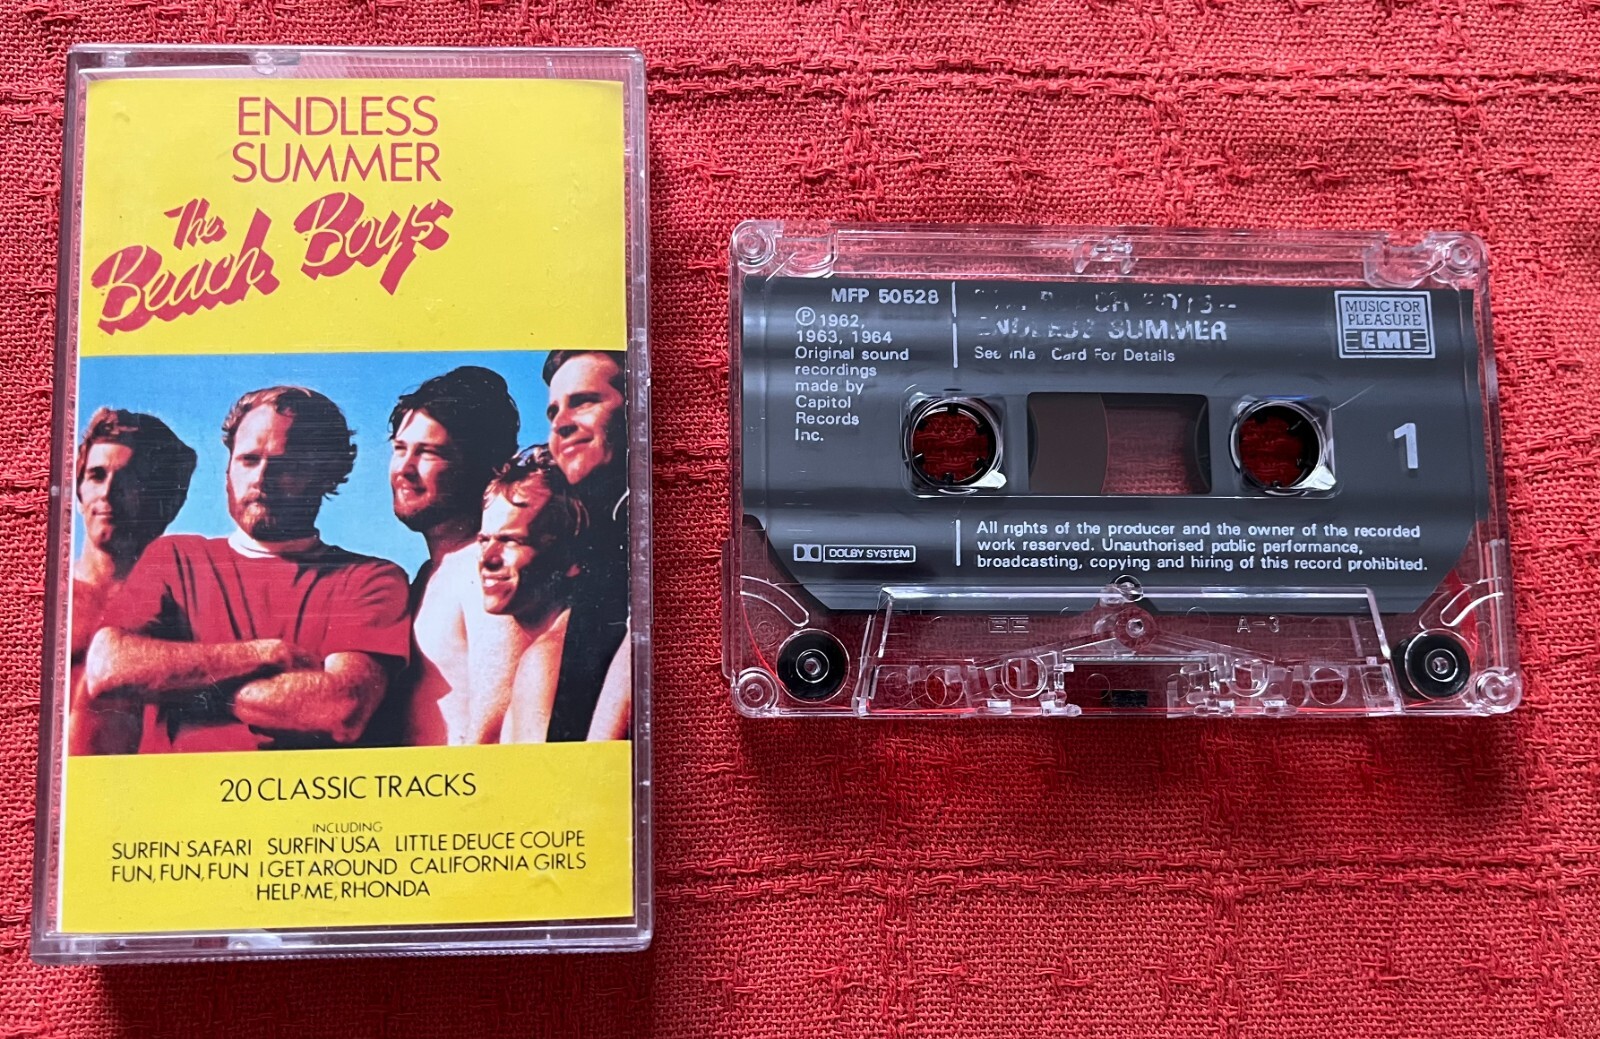 ENDLESS
SUMMER
The
Beach Boys
20 CLASSIC TRACKS
INCLUDING
SURFIN' SAFARI SURFIN' USA LITTLE DEUCE COUPE
FUN, FUN, FUN I GET AROUND CALIFORNIA GIRLS
HELP ME, RHONDA
MFP 50528
℗ 1962,
1963, 1964
Original sound
recordings
made by
Capitol
Records
Inc.
ENDLESS SUMMER
See Card For Details
MUSIC FOR
PLEASURE
EMI
1
DOLBY SYSTEM
All rights of the producer and the owner of the recorded
work reserved. Unauthorised public performance,
broadcasting, copying and hiring of this record prohibited.
A-3